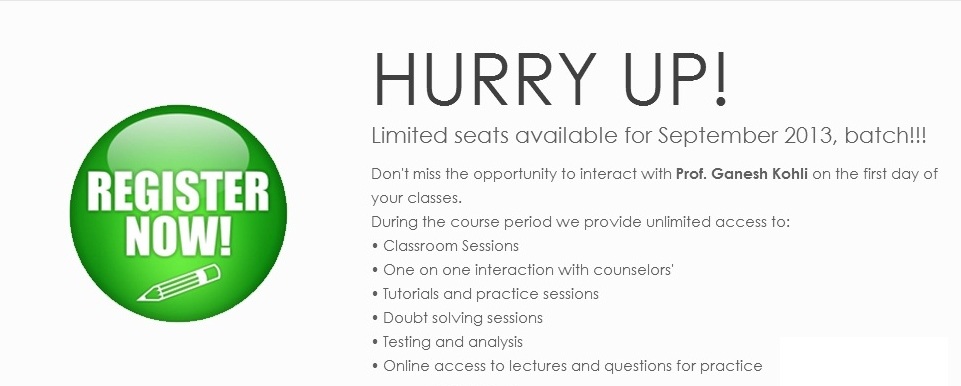 REGISTER
NOW!
HURRY UP!
Limited seats available for September 2013, batch!!!
Don't miss the opportunity to interact with Prof. Ganesh Kohli on the first day of
your classes.
During the course period we provide unlimited access to:
• Classroom Sessions
• One on one interaction with counselors'
• Tutorials and practice sessions
• Doubt solving sessions
• Testing and analysis
• Online access to lectures and questions for practice